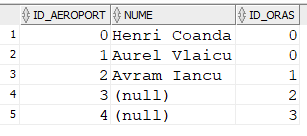 ID_AEROPORT NUME ID_ORAS
1 0 Henri Coanda 0
2 1 Aurel Vlaicu 0
3 2 Avram Iancu 1
4 3 (null) 2
5 4 (null) 3